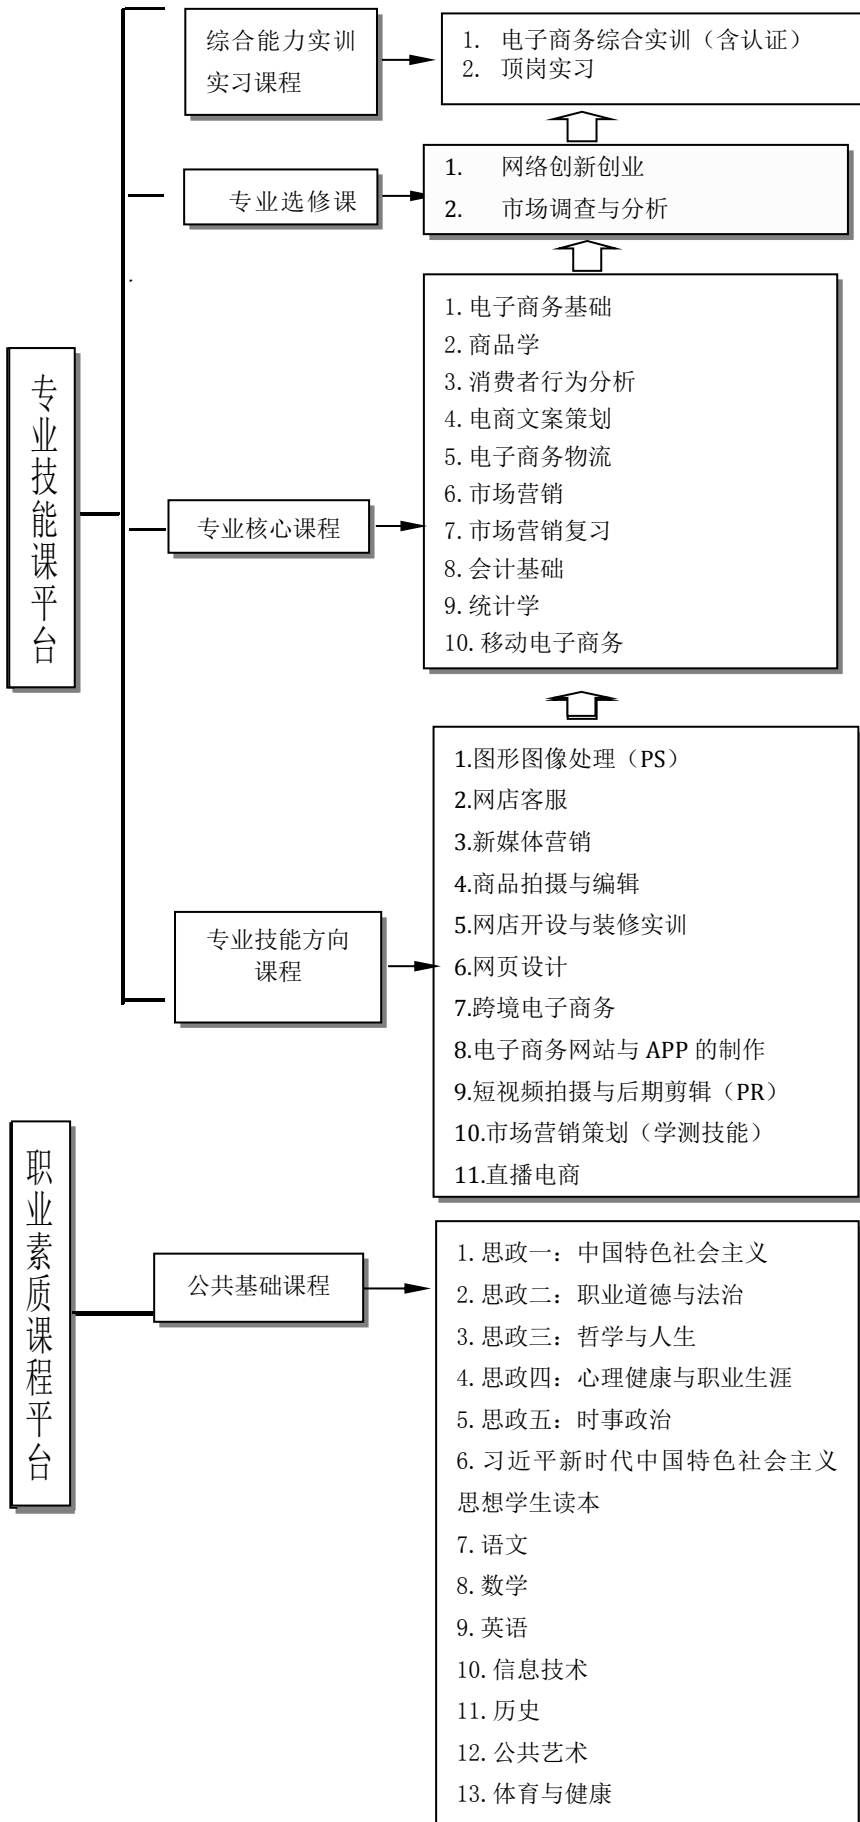 综合能力实训
实习课程
1. 电子商务综合实训（含认证）
2. 顶岗实习
专业选修课
1. 网络创新创业
2. 市场调查与分析
专业技能课平台
专业核心课程
1.电子商务基础
2.商品学
3.消费者行为分析
4.电商文案策划
5.电子商务物流
6.市场营销
7.市场营销复习
8.会计基础
9.统计学
10.移动电子商务
专业技能方向
课程
1.图形图像处理（PS）
2.网店客服
3.新媒体营销
4.商品拍摄与编辑
5.网店开设与装修实训
6.网页设计
7.跨境电子商务
8.电子商务网站与 APP 的制作
9.短视频拍摄与后期剪辑（PR）
10.市场营销策划（学测技能）
11.直播电商
职业素质课程平台
公共基础课程
1.思政一：中国特色社会主义
2.思政二：职业道德与法治
3.思政三：哲学与人生
4.思政四：心理健康与职业生涯
5.思政五：时事政治
6.习近平新时代中国特色社会主义
思想学生读本
7.语文
8.数学
9.英语
10.信息技术
11.历史
12.公共艺术
13.体育与健康